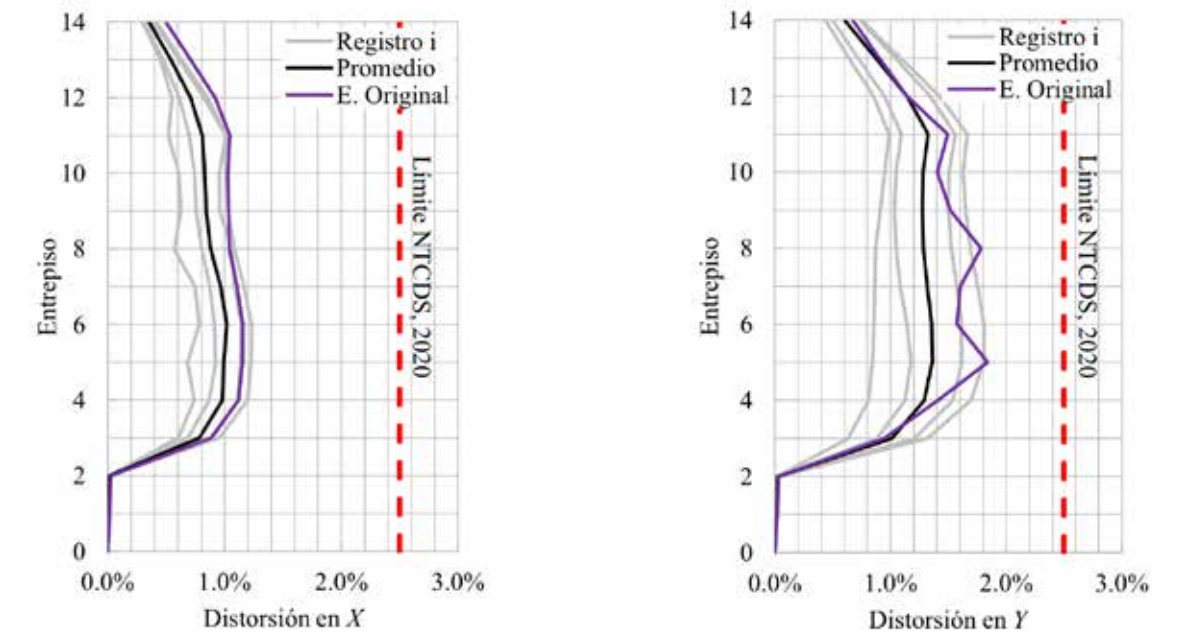 14
12
10
8
6
4
2
0
Entrepiso
Registro i
Promedio
E. Original
Límite NTCDS, 2020
0.0% 1.0% 2.0% 3.0%
Distorsión en X
14
12
10
8
6
4
2
0
Entrepiso
Registro i
Promedio
E. Original
Límite NTCDS, 2020
0.0% 1.0% 2.0% 3.0%
Distorsión en Y